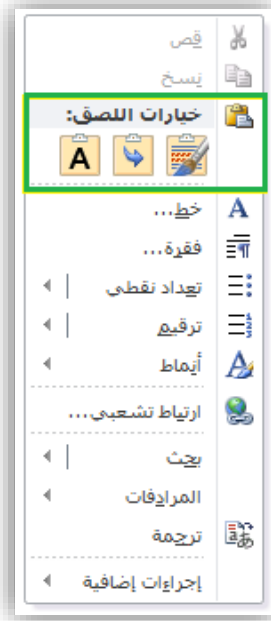 قص
نسخ
خيارات اللصق:
A
خط...
فقرة...
تعداد نقطي
ترقيم
أنماط
ارتباط تشعبي...
بحث
المرادفات
ترجمة
إجراءات إضافية